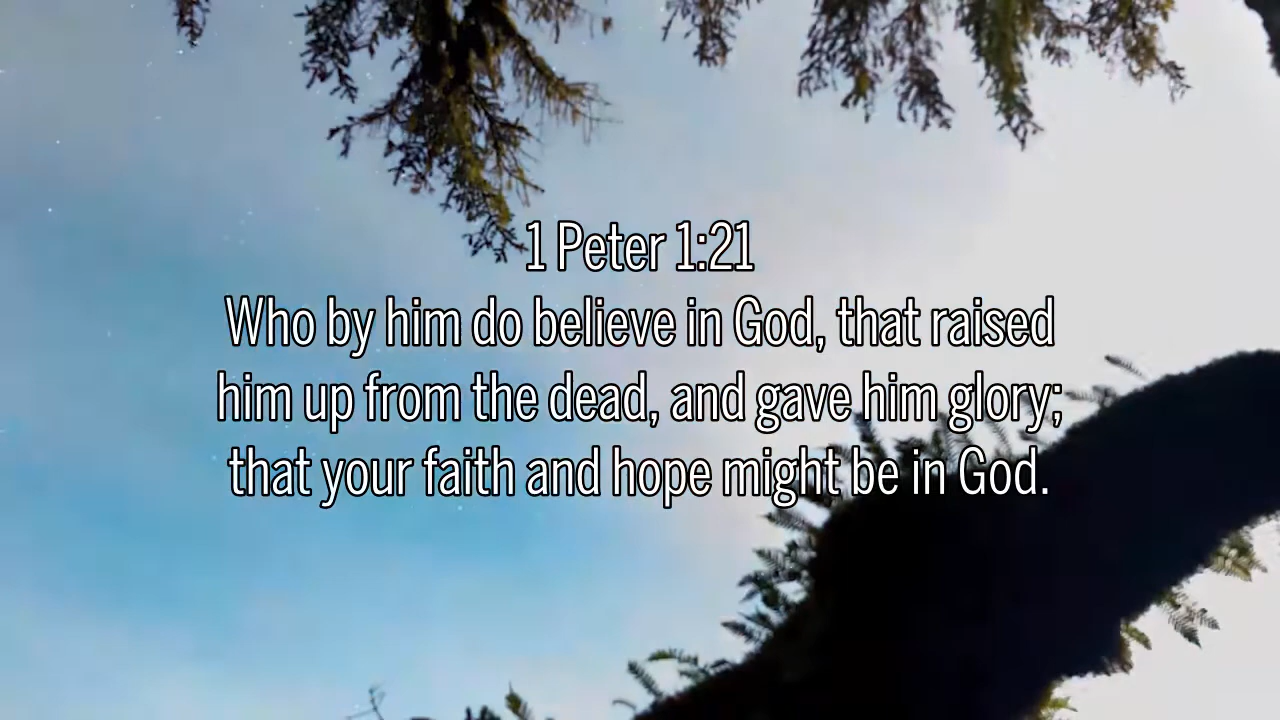 1 Peter 1:21
Who by him do believe in God, that raised
him up from the dead, and gave him glory;
that your faith and hope might be in God.